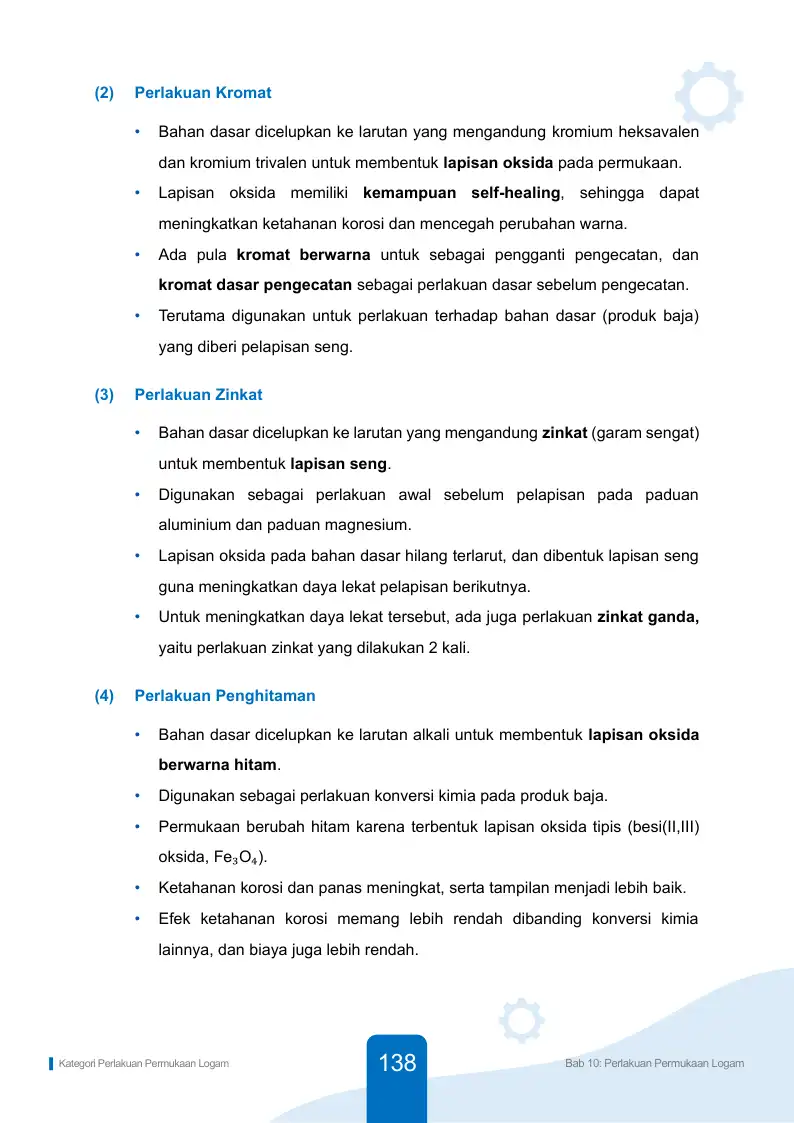 (2) Perlakuan Kromat
• Bahan dasar dicelupkan ke larutan yang mengandung kromium heksavalen
dan kromium trivalen untuk membentuk lapisan oksida pada permukaan.
• Lapisan oksida memiliki kemampuan self-healing, sehingga dapat
meningkatkan ketahanan korosi dan mencegah perubahan warna.
• Ada pula kromat berwarna untuk sebagai pengganti pengecatan, dan
kromat dasar pengecatan sebagai perlakuan dasar sebelum pengecatan.
• Terutama digunakan untuk perlakuan terhadap bahan dasar (produk baja)
yang diberi pelapisan seng.
(3) Perlakuan Zinkat
• Bahan dasar dicelupkan ke larutan yang mengandung zinkat (garam sengat)
untuk membentuk lapisan seng.
• Digunakan sebagai perlakuan awal sebelum pelapisan pada paduan
aluminium dan paduan magnesium.
• Lapisan oksida pada bahan dasar hilang terlarut, dan dibentuk lapisan seng
guna meningkatkan daya lekat pelapisan berikutnya.
• Untuk meningkatkan daya lekat tersebut, ada juga perlakuan zinkat ganda,
yaitu perlakuan zinkat yang dilakukan 2 kali.
(4) Perlakuan Penghitaman
• Bahan dasar dicelupkan ke larutan alkali untuk membentuk lapisan oksida
berwarna hitam.
• Digunakan sebagai perlakuan konversi kimia pada produk baja.
• Permukaan berubah hitam karena terbentuk lapisan oksida tipis (besi(II,III)
oksida, Fe₃O₄).
• Ketahanan korosi dan panas meningkat, serta tampilan menjadi lebih baik.
• Efek ketahanan korosi memang lebih rendah dibanding konversi kimia
lainnya, dan biaya juga lebih rendah.
Kategori Perlakuan Permukaan Logam
138
Bab 10: Perlakuan Permukaan Logam